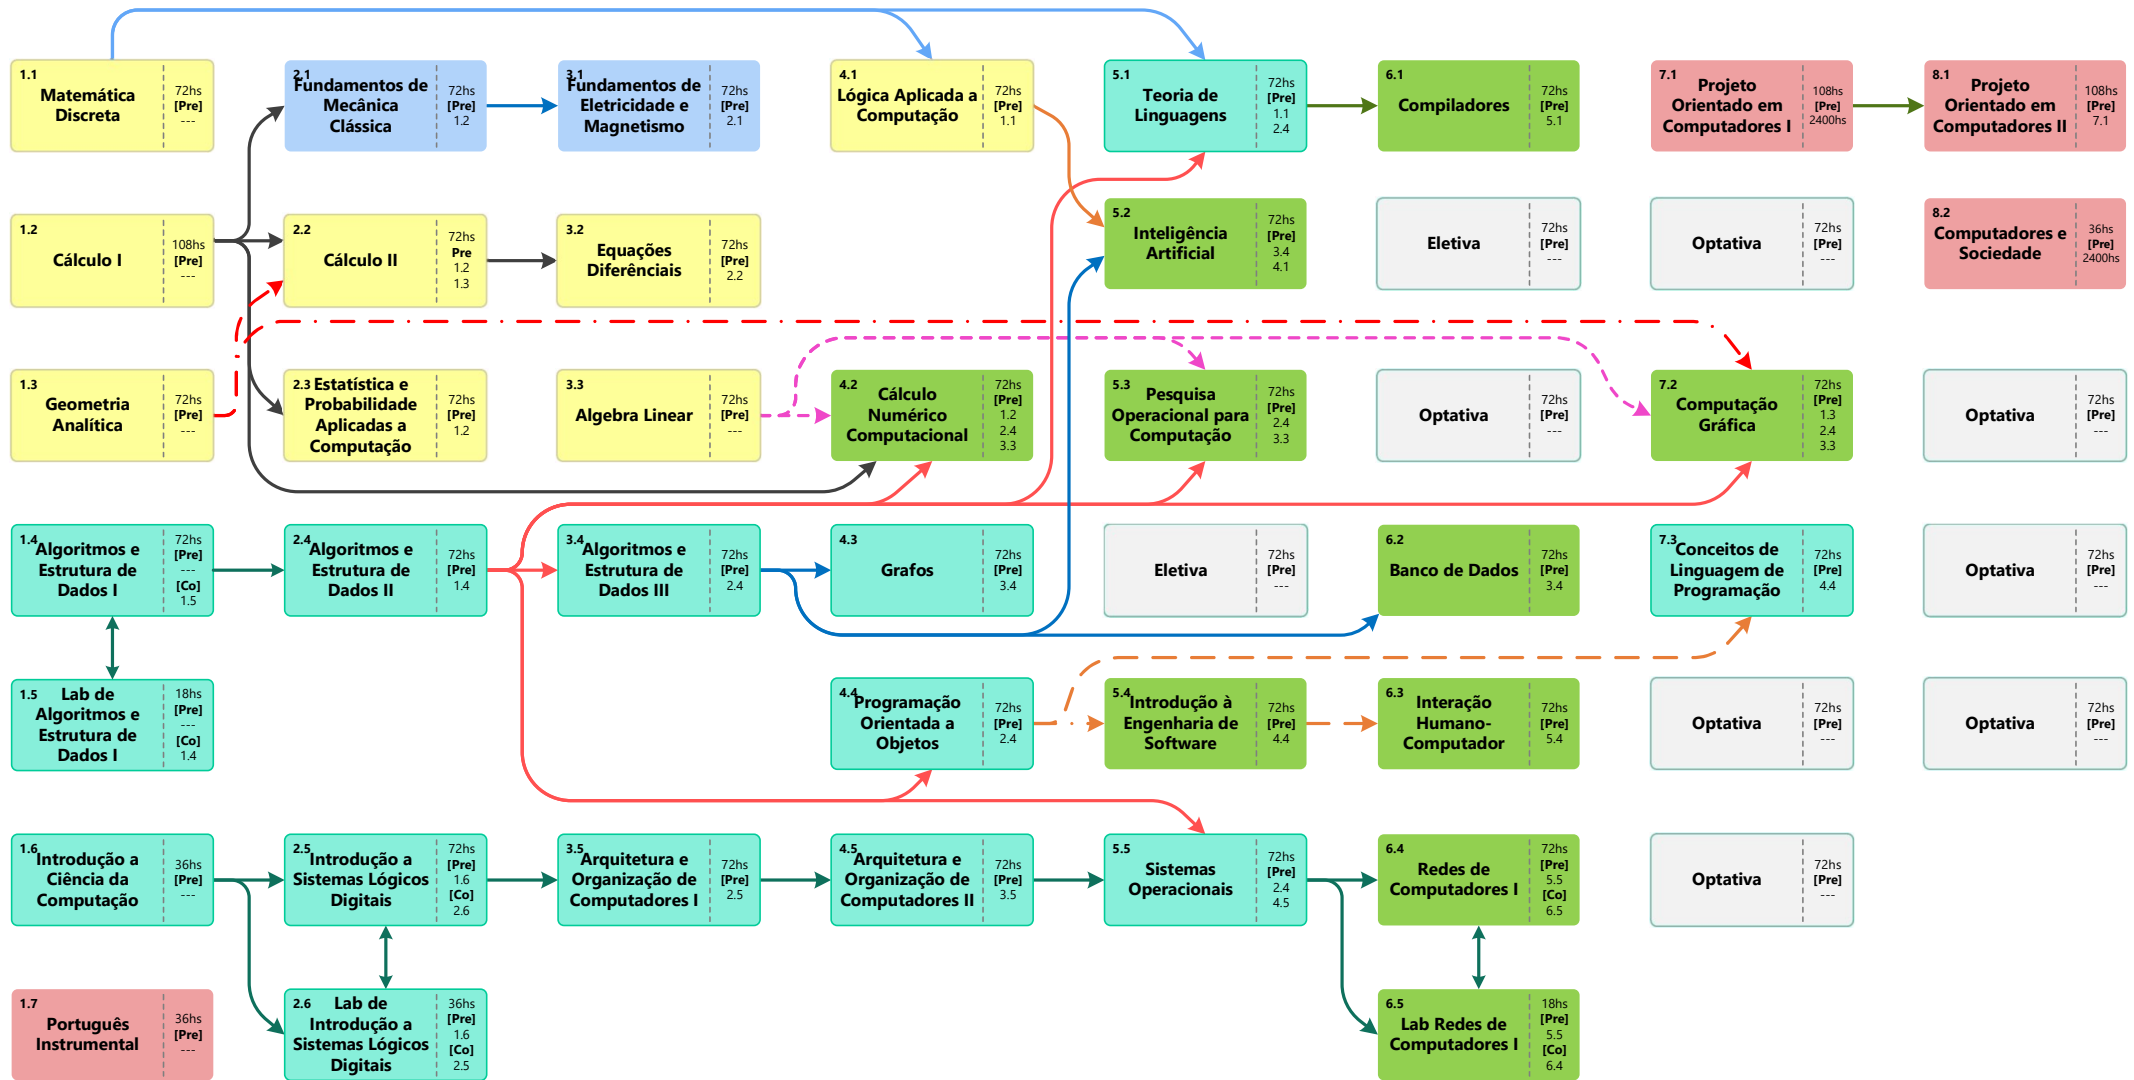 1.1
Matemática
Discreta
72hs
[Pre]
---
2.1
Fundamentos de
Mecânica
Clássica
72hs
[Pre]
1.2
3.1
Fundamentos de
Eletricidade e
Magnetismo
72hs
[Pre]
2.1
4.1
Lógica Aplicada a
Computação
72hs
[Pre]
1.1
5.1
Teoria de
Linguagens
72hs
[Pre]
1.1
2.4
6.1
Compiladores
72hs
[Pre]
5.1
7.1
Projeto
Orientado em
Computadores I
108hs
[Pre]
2400hs
8.1
Projeto
Orientado em
Computadores II
108hs
[Pre]
7.1
1.2
Cálculo I
108hs
[Pre]
---
2.2
Cálculo II
72hs
Pre
1.2
1.3
3.2
Equações
Diferênciais
72hs
[Pre]
2.2
5.2
Inteligência
Artificial
72hs
[Pre]
3.4
4.1
Eletiva
72hs
[Pre]
---
Optativa
72hs
[Pre]
---
8.2
Computadores e
Sociedade
36hs
[Pre]
2400hs
1.3
Geometria
Analítica
72hs
[Pre]
---
2.3 Estatística e
Probabilidade
Aplicadas a
Computação
72hs
[Pre]
1.2
3.3
Algebra Linear
72hs
[Pre]
---
4.2
Cálculo
Numérico
Computacional
72hs
[Pre]
1.2
2.4
3.3
5.3
Pesquisa
Operacional para
Computação
72hs
[Pre]
2.4
3.3
Optativa
72hs
[Pre]
---
7.2
Computação
Gráfica
72hs
[Pre]
1.3
2.4
3.3
Optativa
72hs
[Pre]
---
1.4
Algoritmos e
Estrutura de
Dados I
72hs
[Pre]
---
[Co]
1.5
2.4
Algoritmos e
Estrutura de
Dados II
72hs
[Pre]
1.4
3.4
Algoritmos e
Estrutura de
Dados III
72hs
[Pre]
2.4
4.3
Grafos
72hs
[Pre]
3.4
Eletiva
72hs
[Pre]
---
6.2
Banco de Dados
72hs
[Pre]
3.4
7.3
Conceitos de
Linguagem de
Programação
72hs
[Pre]
4.4
Optativa
72hs
[Pre]
---
1.5
Lab de
Algoritmos e
Estrutura de
Dados I
18hs
[Pre]
---
[Co]
1.4
4.4
Programação
Orientada a
Objetos
72hs
[Pre]
2.4
5.4
Introdução à
Engenharia de
Software
72hs
[Pre]
4.4
6.3
Interação
Humano-
Computador
72hs
[Pre]
5.4
Optativa
72hs
[Pre]
---
Optativa
72hs
[Pre]
---
1.6
Introdução a
Ciência da
Computação
36hs
[Pre]
---
2.5
Introdução a
Sistemas Lógicos
Digitais
72hs
[Pre]
1.6
[Co]
2.6
3.5
Arquitetura e
Organização de
Computadores I
72hs
[Pre]
2.5
4.5
Arquitetura e
Organização de
Computadores II
72hs
[Pre]
3.5
5.5
Sistemas
Operacionais
72hs
[Pre]
2.4
4.5
6.4
Redes de
Computadores I
72hs
[Pre]
5.5
[Co]
6.5
Optativa
72hs
[Pre]
---
1.7
Português
Instrumental
36hs
[Pre]
---
2.6
Lab de
Introdução a
Sistemas Lógicos
Digitais
36hs
[Pre]
1.6
[Co]
2.5
6.5
Lab Redes de
Computadores I
18hs
[Pre]
5.5
[Co]
6.4